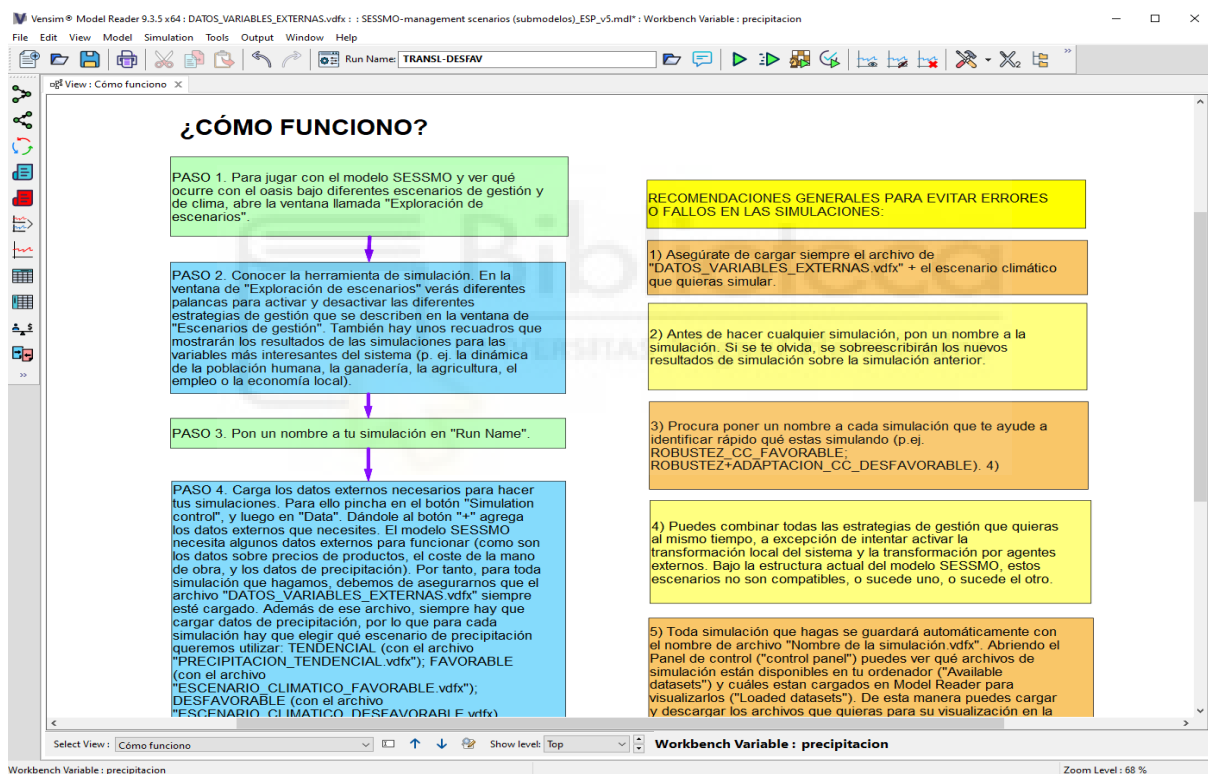 Vensim® Model Reader 9.3.5 x64 : DATOS_VARIABLES_EXTERNAS.vdfx : : SESSMO-management scenarios (submodelos)_ESP_v5.mdl* : Workbench Variable : precipitacion
File Edit View Model Simulation Tools Output Window Help
Run Name: TRANSL-DESFAV
View : Cómo funciono
¿CÓMO FUNCIONO?
PASO 1. Para jugar con el modelo SESSMO y ver qué
ocurre con el oasis bajo diferentes escenarios de gestión y
de clima, abre la ventana llamada "Exploración de
escenarios".
PASO 2. Conocer la herramienta de simulación. En la
ventana de "Exploración de escenarios" verás diferentes
palancas para activar y desactivar las diferentes
estrategias de gestión que se describen en la ventana de
"Escenarios de gestión". También hay unos recuadros que
mostrarán los resultados de las simulaciones para las
variables más interesantes del sistema (p. ej. la dinámica
de la población humana, la ganadería, la agricultura, el
empleo o la economía local).
PASO 3. Pon un nombre a tu simulación en "Run Name".
PASO 4. Carga los datos externos necesarios para hacer
tus simulaciones. Para ello pincha en el botón "Simulation
control", y luego en "Data". Dándole al botón "+" agrega
los datos externos que necesites. El modelo SESSMO
necesita algunos datos externos para funcionar (como son
los datos sobre precios de productos, el coste de la mano
de obra, y los datos de precipitación). Por tanto, para toda
simulación que hagamos, debemos de asegurarnos que el
archivo "DATOS_VARIABLES_EXTERNAS.vdfx" siempre
esté cargado. Además de ese archivo, siempre hay que
cargar datos de precipitación, por lo que para cada
simulación hay que elegir qué escenario de precipitación
queremos utilizar: TENDENCIAL (con el archivo
"PRECIPITACION_TENDENCIAL.vdfx"); FAVORABLE
(con el archivo
"ESCENARIO_CLIMATICO_FAVORABLE.vdfx");
DESFAVORABLE (con el archivo
"ESCENARIO_CLIMATICO_DESFAVORABLE.vdfx)
RECOMENDACIONES GENERALES PARA EVITAR ERRORES
O FALLOS EN LAS SIMULACIONES:
1) Asegúrate de cargar siempre el archivo de
"DATOS_VARIABLES_EXTERNAS.vdfx" + el escenario climático
que quieras simular.
2) Antes de hacer cualquier simulación, pon un nombre a la
simulación. Si se te olvida, se sobreescribirán los nuevos
resultados de simulación sobre la simulación anterior.
3) Procura poner un nombre a cada simulación que te ayude a
identificar rápido qué estas simulando (p.ej.
ROBUSTEZ_CC_FAVORABLE;
ROBUSTEZ+ADAPTACION_CC_DESFAVORABLE). 4)
4) Puedes combinar todas las estrategias de gestión que quieras
al mismo tiempo, a excepción de intentar activar la
transformación local del sistema y la transformación por agentes
externos. Bajo la estructura actual del modelo SESSMO, estos
escenarios no son compatibles, o sucede uno, o sucede el otro.
5) Toda simulación que hagas se guardará automáticamente con
el nombre de archivo "Nombre de la simulación.vdfx". Abriendo el
Panel de control ("control panel") puedes ver qué archivos de
simulación están disponibles en tu ordenador ("Available
datasets") y cuáles estan cargados en Model Reader para
visualizarlos ("Loaded datasets"). De esta manera puedes cargar
y descargar los archivos que quieras para su visualización en la
Biblioteca
Select View : Cómo funciono Show level: Top Workbench Variable : precipitacion
Workbench Variable : precipitacion Zoom Level : 68 %